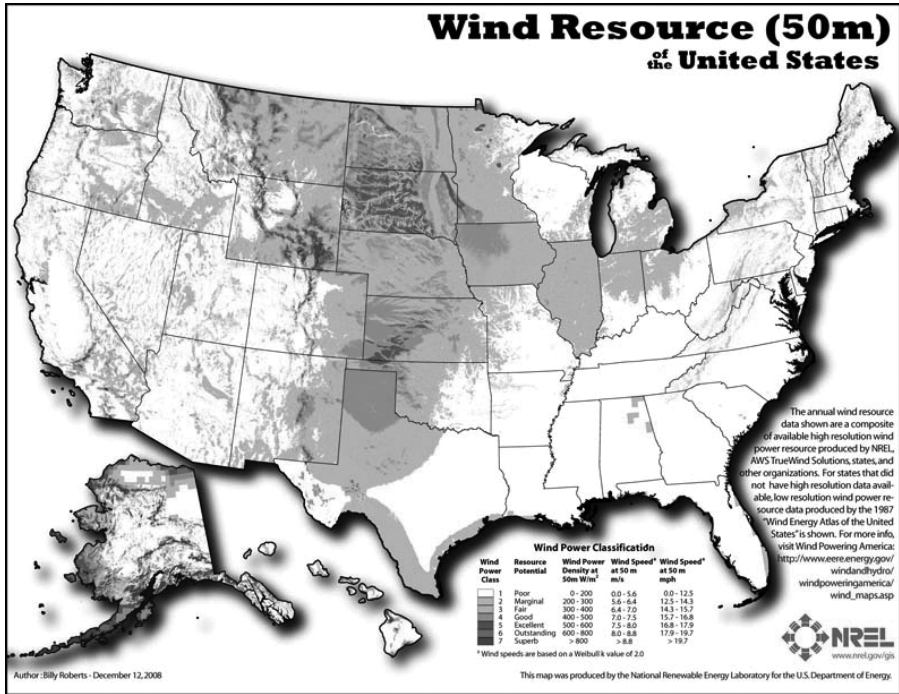 Wind Resource (50m)
of the United States
The annual wind resource
data shown are a composite
of available high resolution wind
power resource produced by NREL,
AWS TrueWind Solutions, states, and
other organizations. For states that did
not have high resolution data avail-
able, low resolution wind power re-
source data produced by the 1987
"Wind Energy Atlas of the United
States" is shown. For more info,
visit Wind Powering America:
http://www.eere.energy.gov/
windandhydro/
windpoweringamerica/
wind_maps.asp
Wind Power Classification
Wind Power Class Resource Potential Wind Power Density at 50m W/m² Wind Speedᵃ at 50 m m/s Wind Speedᵃ at 50 m mph
1 Poor 0 - 200 0.0 - 5.6 0.0 - 12.5
2 Marginal 200 - 300 5.6 - 6.4 12.5 - 14.3
3 Fair 300 - 400 6.4 - 7.0 14.3 - 15.7
4 Good 400 - 500 7.0 - 7.5 15.7 - 16.8
5 Excellent 500 - 600 7.5 - 8.0 16.8 - 17.9
6 Outstanding 600 - 800 8.0 - 8.8 17.9 - 19.7
7 Superb > 800 > 8.8 > 19.7
ᵃ Wind speeds are based on a Weibull k value of 2.0
NREL
www.nrel.gov/gis
Author : Billy Roberts - December 12, 2008
This map was produced by the National Renewable Energy Laboratory for the U.S. Department of Energy.